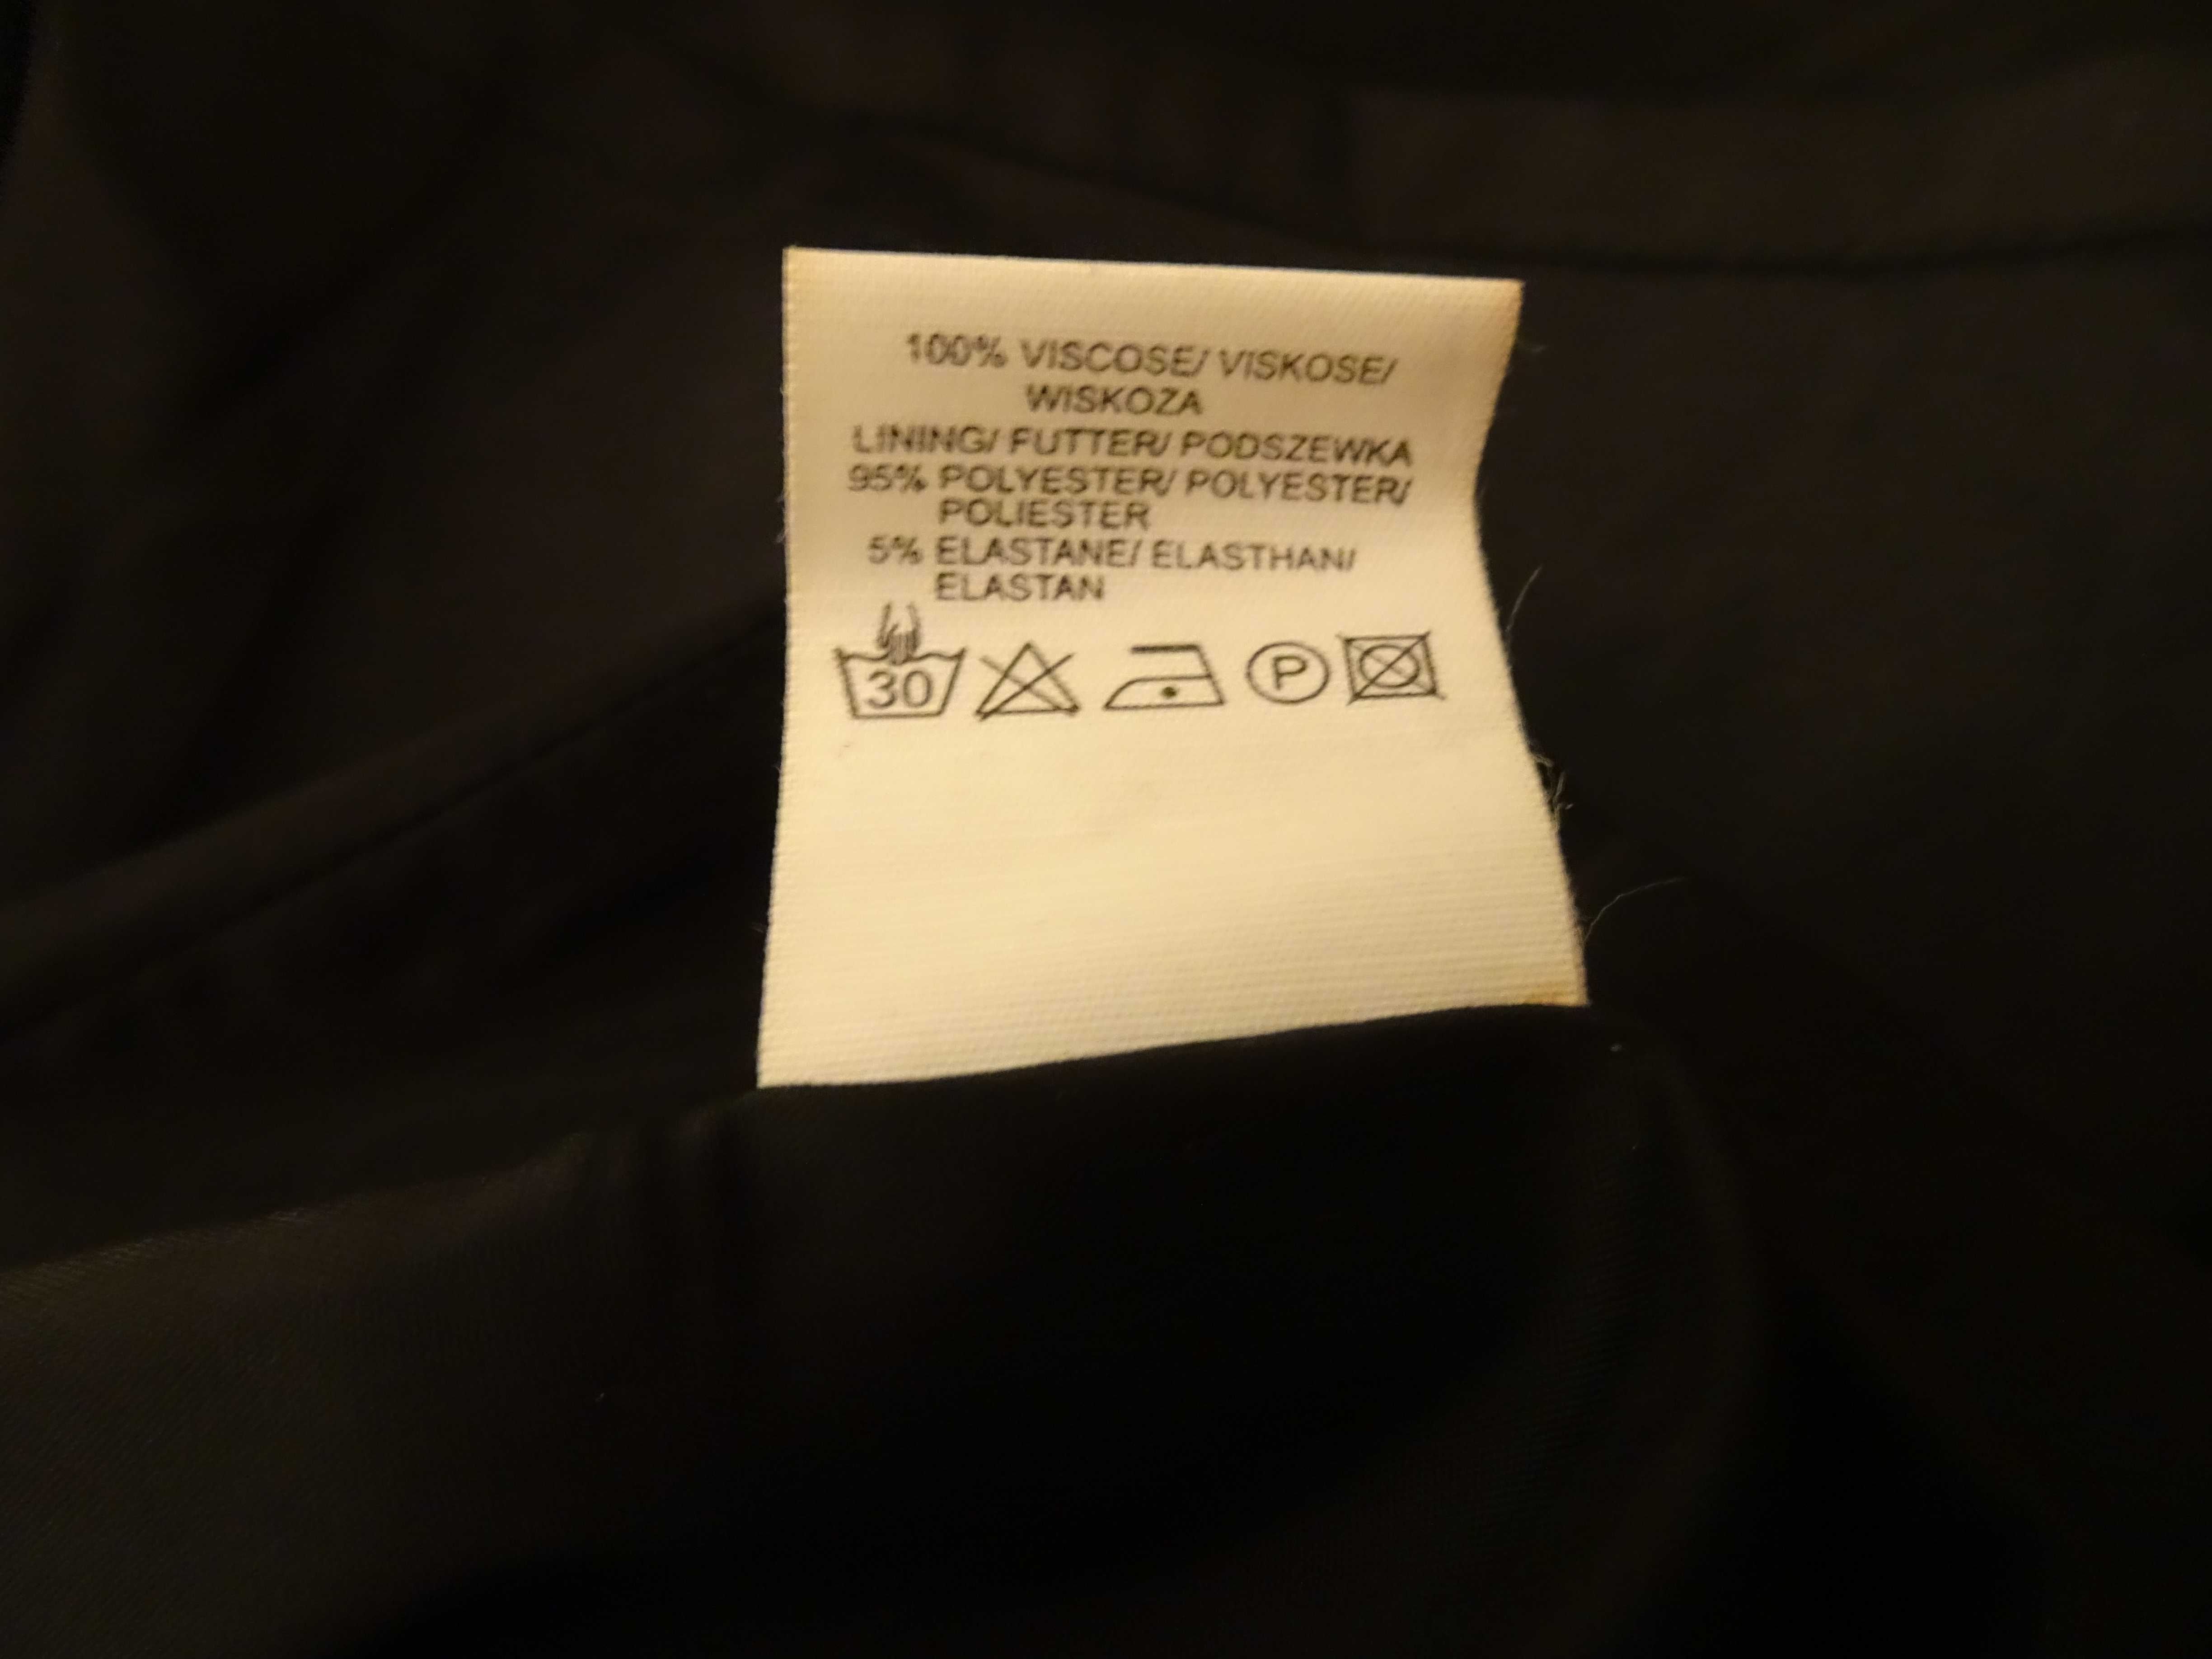 100% VISCOSE/ VISKOSE/
WISKOZA
LINING/ FUTTER/ PODSZEWKA
95% POLYESTER/ POLYESTER/
POLIESTER
5% ELASTANE/ ELASTHAN/
ELASTAN
30 P